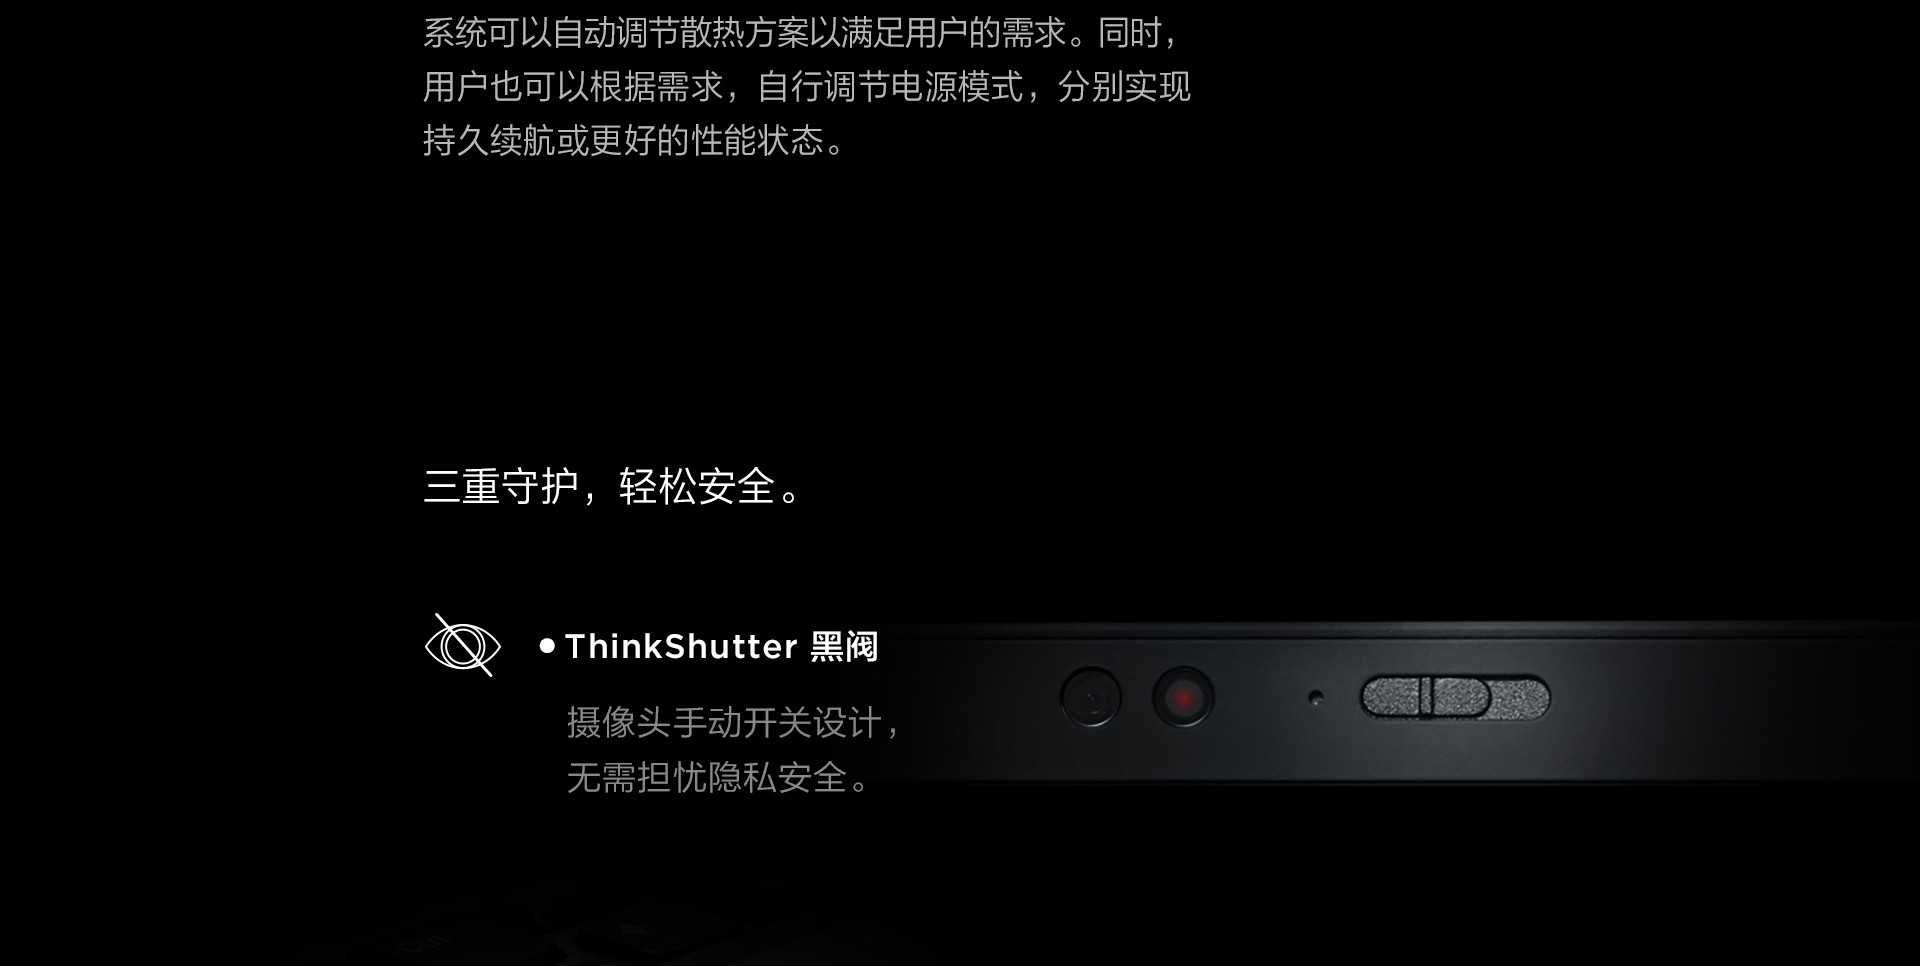 系统可以自动调节散热方案以满足用户的需求。同时，
用户也可以根据需求，自行调节电源模式，分别实现
持久续航或更好的性能状态。
三重守护，轻松安全。
• ThinkShutter 黑阀
摄像头手动开关设计，
无需担忧隐私安全。
Ctrl